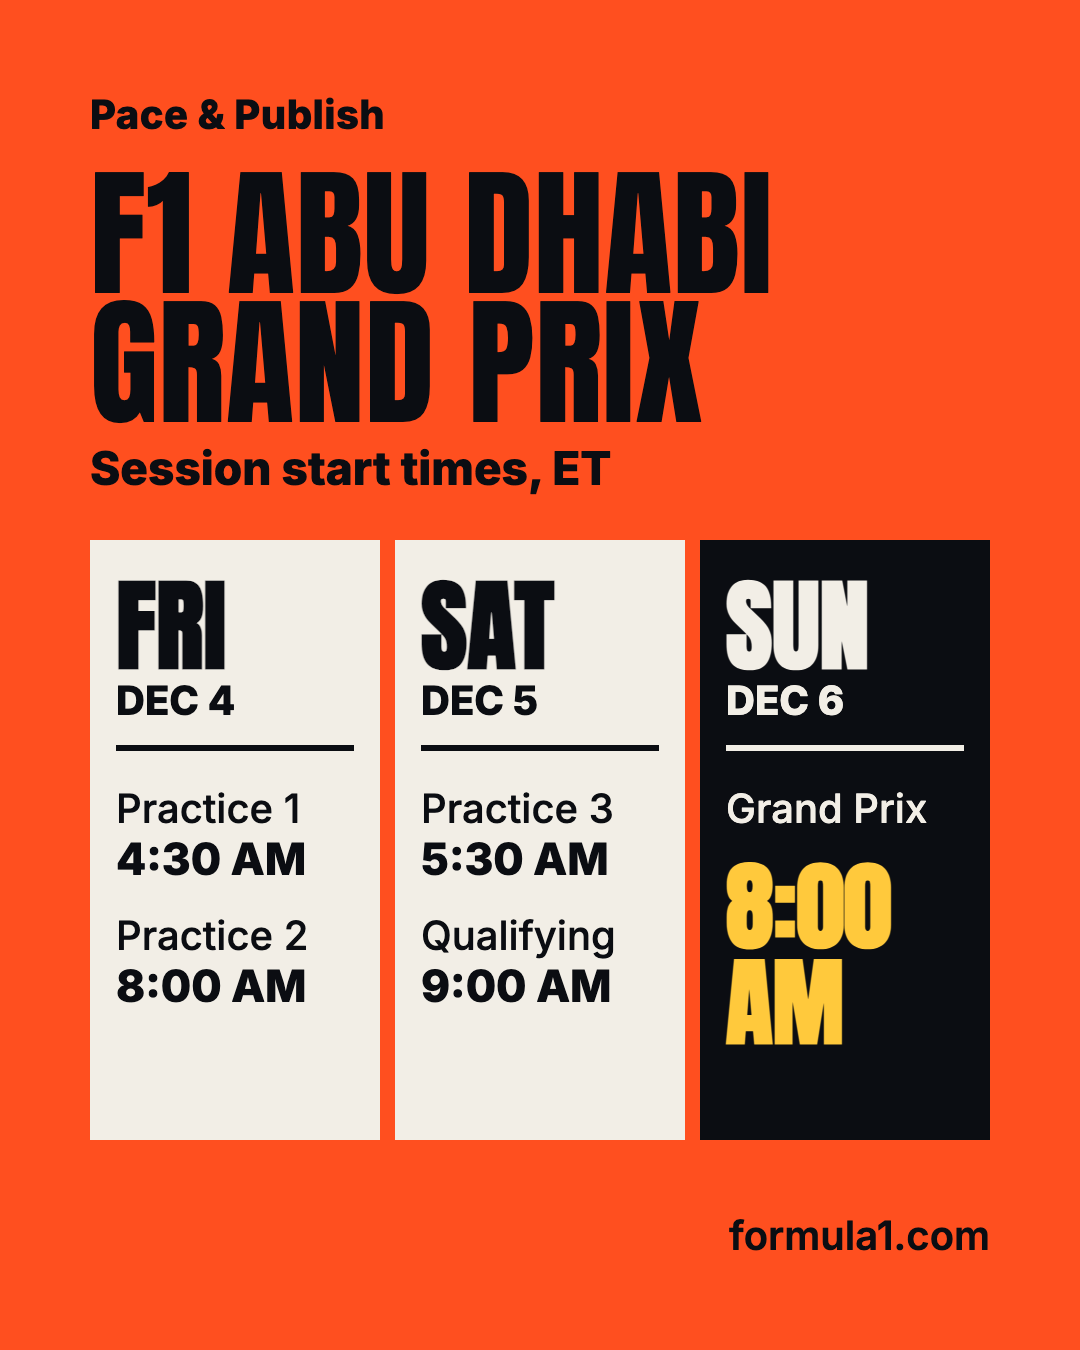 Pace & Publish
F1 ABU DHABI
GRAND PRIX
Session start times, ET
FRI
DEC 4
Practice 1
4:30 AM
Practice 2
8:00 AM
SAT
DEC 5
Practice 3
5:30 AM
Qualifying
9:00 AM
SUN
DEC 6
Grand Prix
8:00
AM
formula1.com